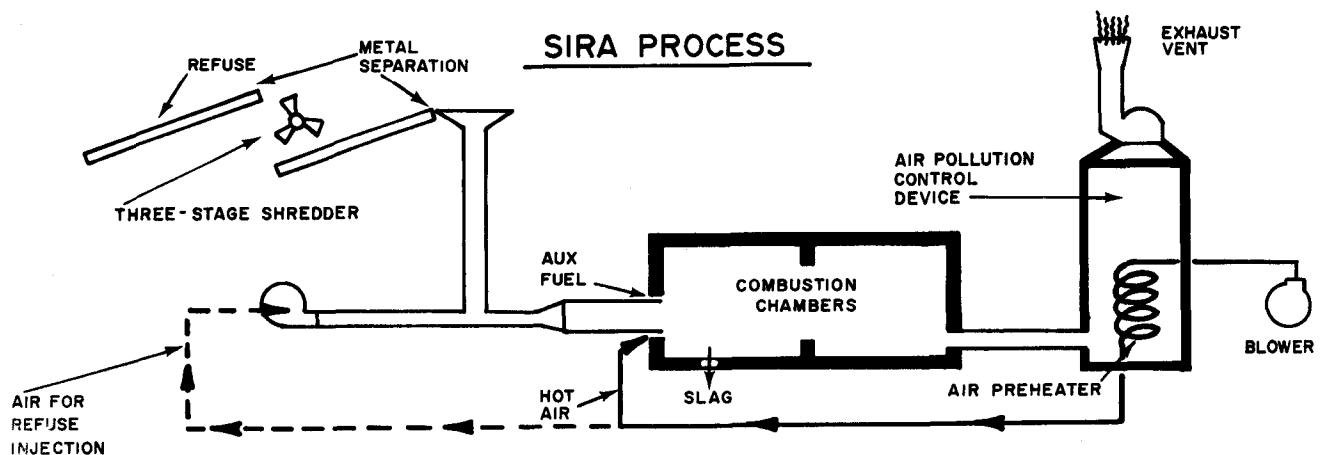 SIRA PROCESS
REFUSE
METAL
SEPARATION
THREE-STAGE SHREDDER
EXHAUST
VENT
AIR POLLUTION
CONTROL
DEVICE
AUX
FUEL
COMBUSTION
CHAMBERS
BLOWER
AIR PREHEATER
SLAG
HOT
AIR
AIR FOR
REFUSE
INJECTION